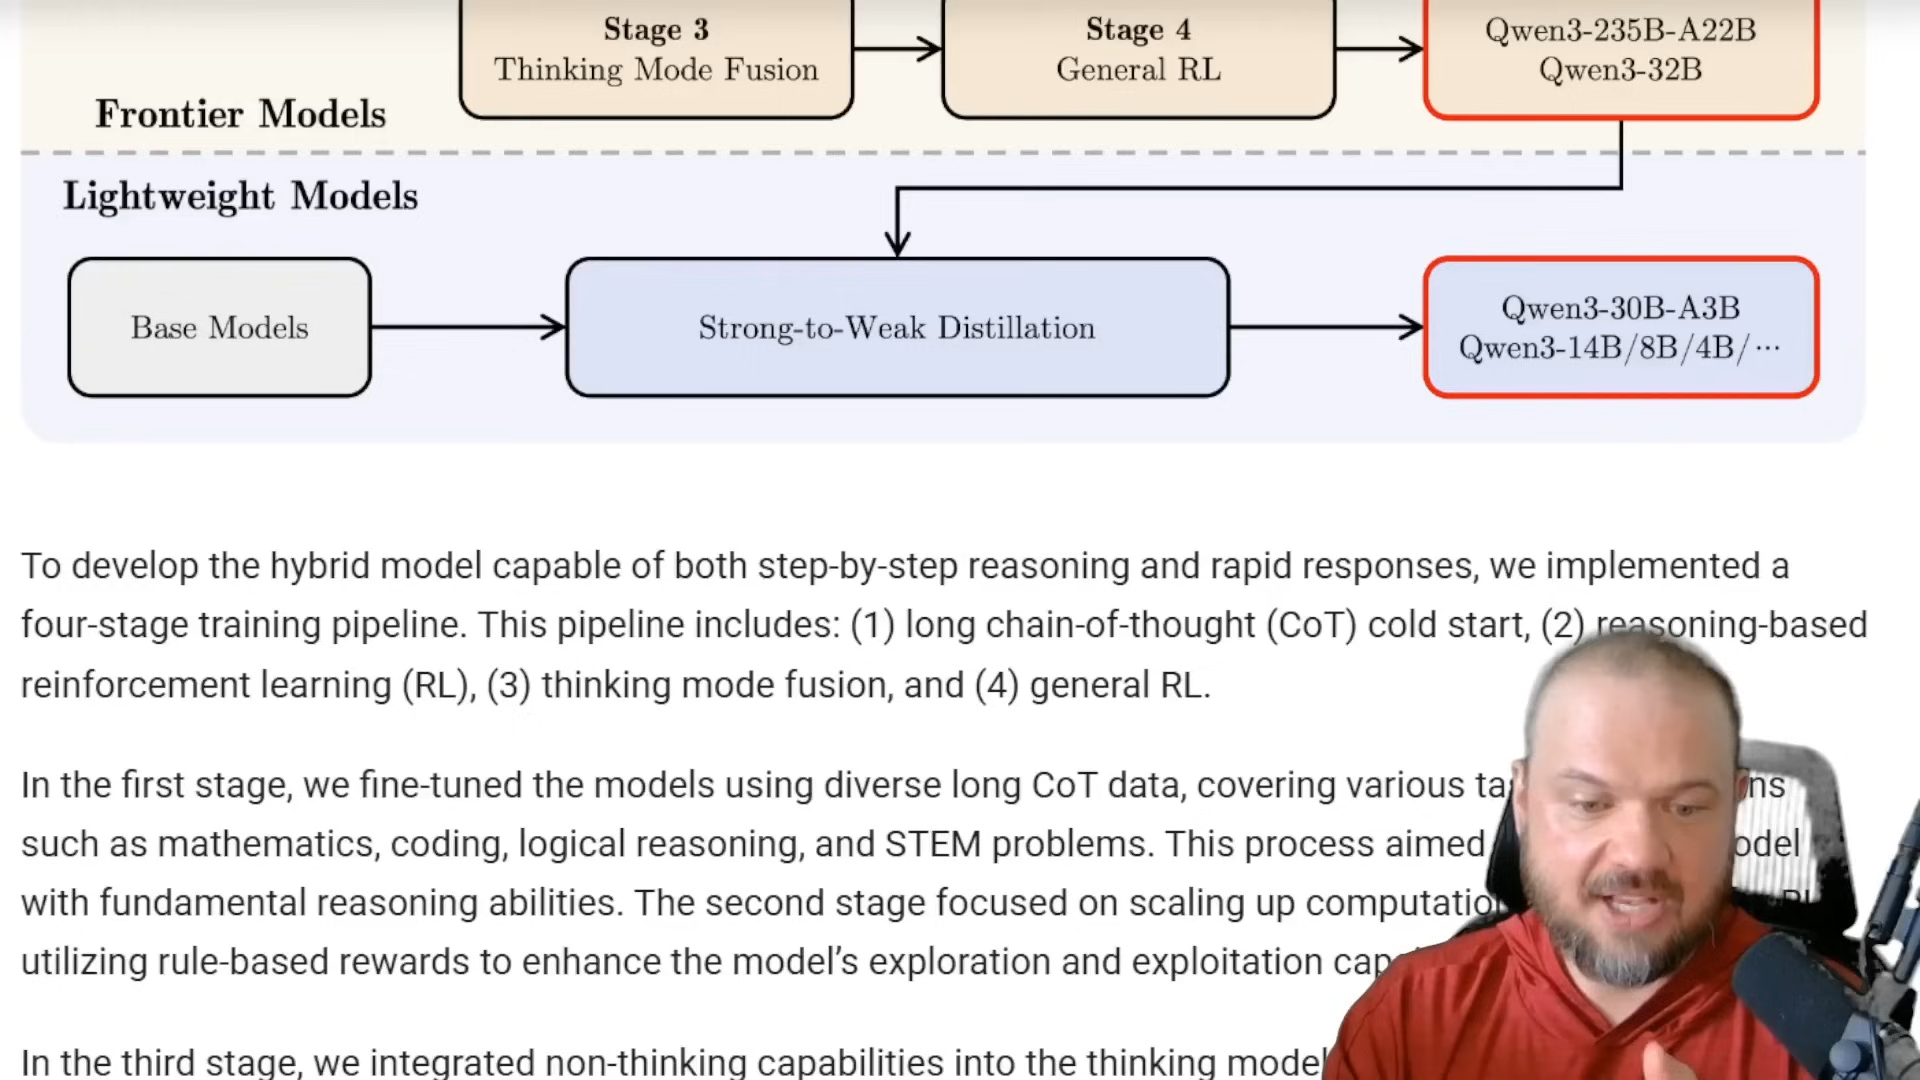 Stage 3
Thinking Mode Fusion
Stage 4
General RL
Qwen3-235B-A22B
Qwen3-32B
Frontier Models
Lightweight Models
Base Models
Strong-to-Weak Distillation
Qwen3-30B-A3B
Qwen3-14B/8B/4B/···
To develop the hybrid model capable of both step-by-step reasoning and rapid responses, we implemented a
four-stage training pipeline. This pipeline includes: (1) long chain-of-thought (CoT) cold start, (2) reasoning-based
reinforcement learning (RL), (3) thinking mode fusion, and (4) general RL.
In the first stage, we fine-tuned the models using diverse long CoT data, covering various
such as mathematics, coding, logical reasoning, and STEM problems. This process aimed
with fundamental reasoning abilities. The second stage focused on scaling up
utilizing rule-based rewards to enhance the model's exploration and exploitation
In the third stage, we integrated non-thinking capabilities into the thinking model